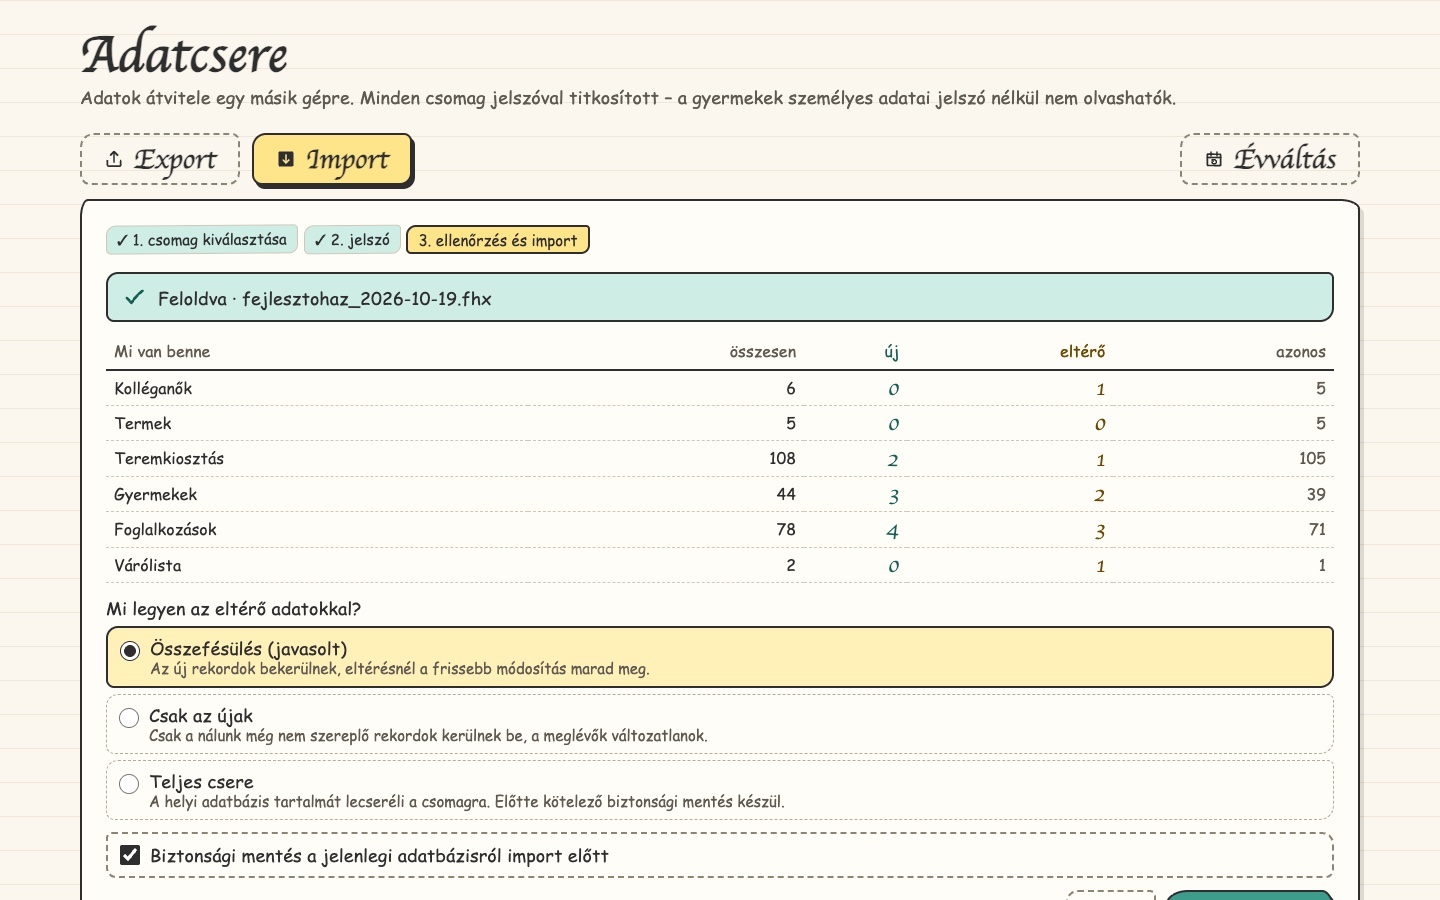 Adatcsere
Adatok átvitele egy másik gépre. Minden csomag jelszóval titkosított – a gyermekek személyes adatai jelszó nélkül nem olvashatók.
Export Import Évváltás
✓ 1. csomag kiválasztása ✓ 2. jelszó 3. ellenőrzés és import
Feloldva · fejlesztohaz_2026-10-19.fhx
Mi van benne összesen új eltérő azonos
Kolléganők 6 0 1 5
Termek 5 0 0 5
Teremkiosztás 108 2 1 105
Gyermekek 44 3 2 39
Foglalkozások 78 4 3 71
Várólista 2 0 1 1
Mi legyen az eltérő adatokkal?
Összefésülés (javasolt)
Az új rekordok bekerülnek, eltérésnél a frissebb módosítás marad meg.
Csak az újak
Csak a nálunk még nem szereplő rekordok kerülnek be, a meglévők változatlanok.
Teljes csere
A helyi adatbázis tartalmát lecseréli a csomagra. Előtte kötelező biztonsági mentés készül.
Biztonsági mentés a jelenlegi adatbázisról import előtt